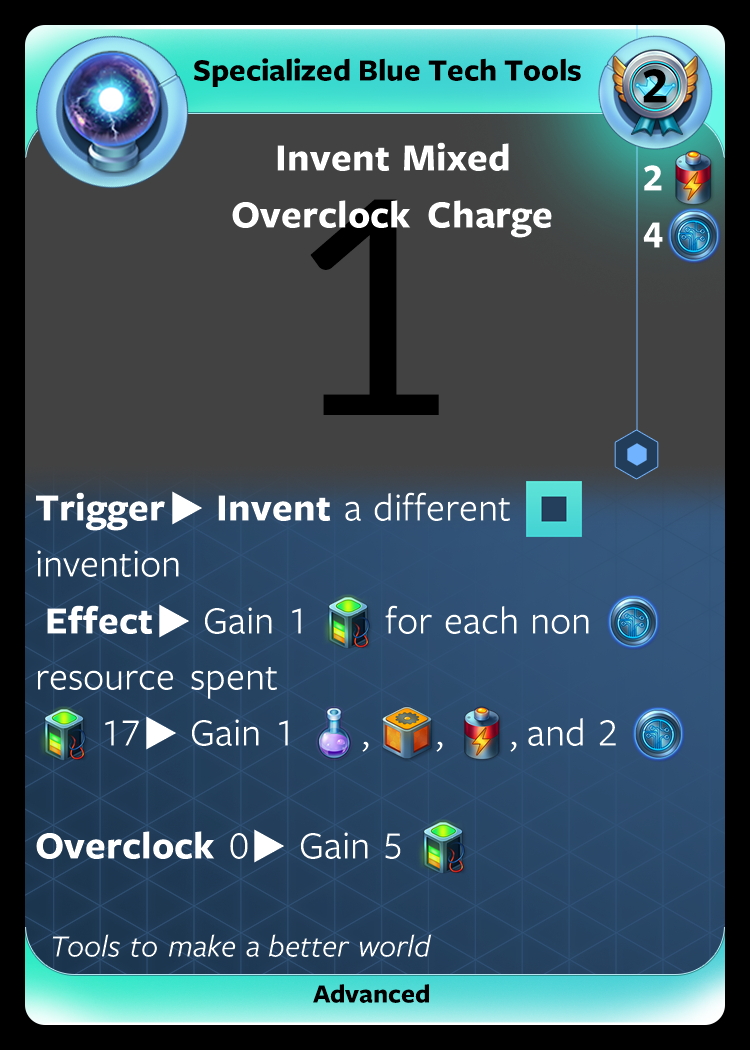 Specialized Blue Tech Tools
2
Invent Mixed
2
Overclock Charge
4
1
Trigger▶ Invent a different
invention
Effect▶ Gain 1 for each non
resource spent
17▶ Gain 1 , , , and 2
Overclock 0▶ Gain 5
Tools to make a better world
Advanced